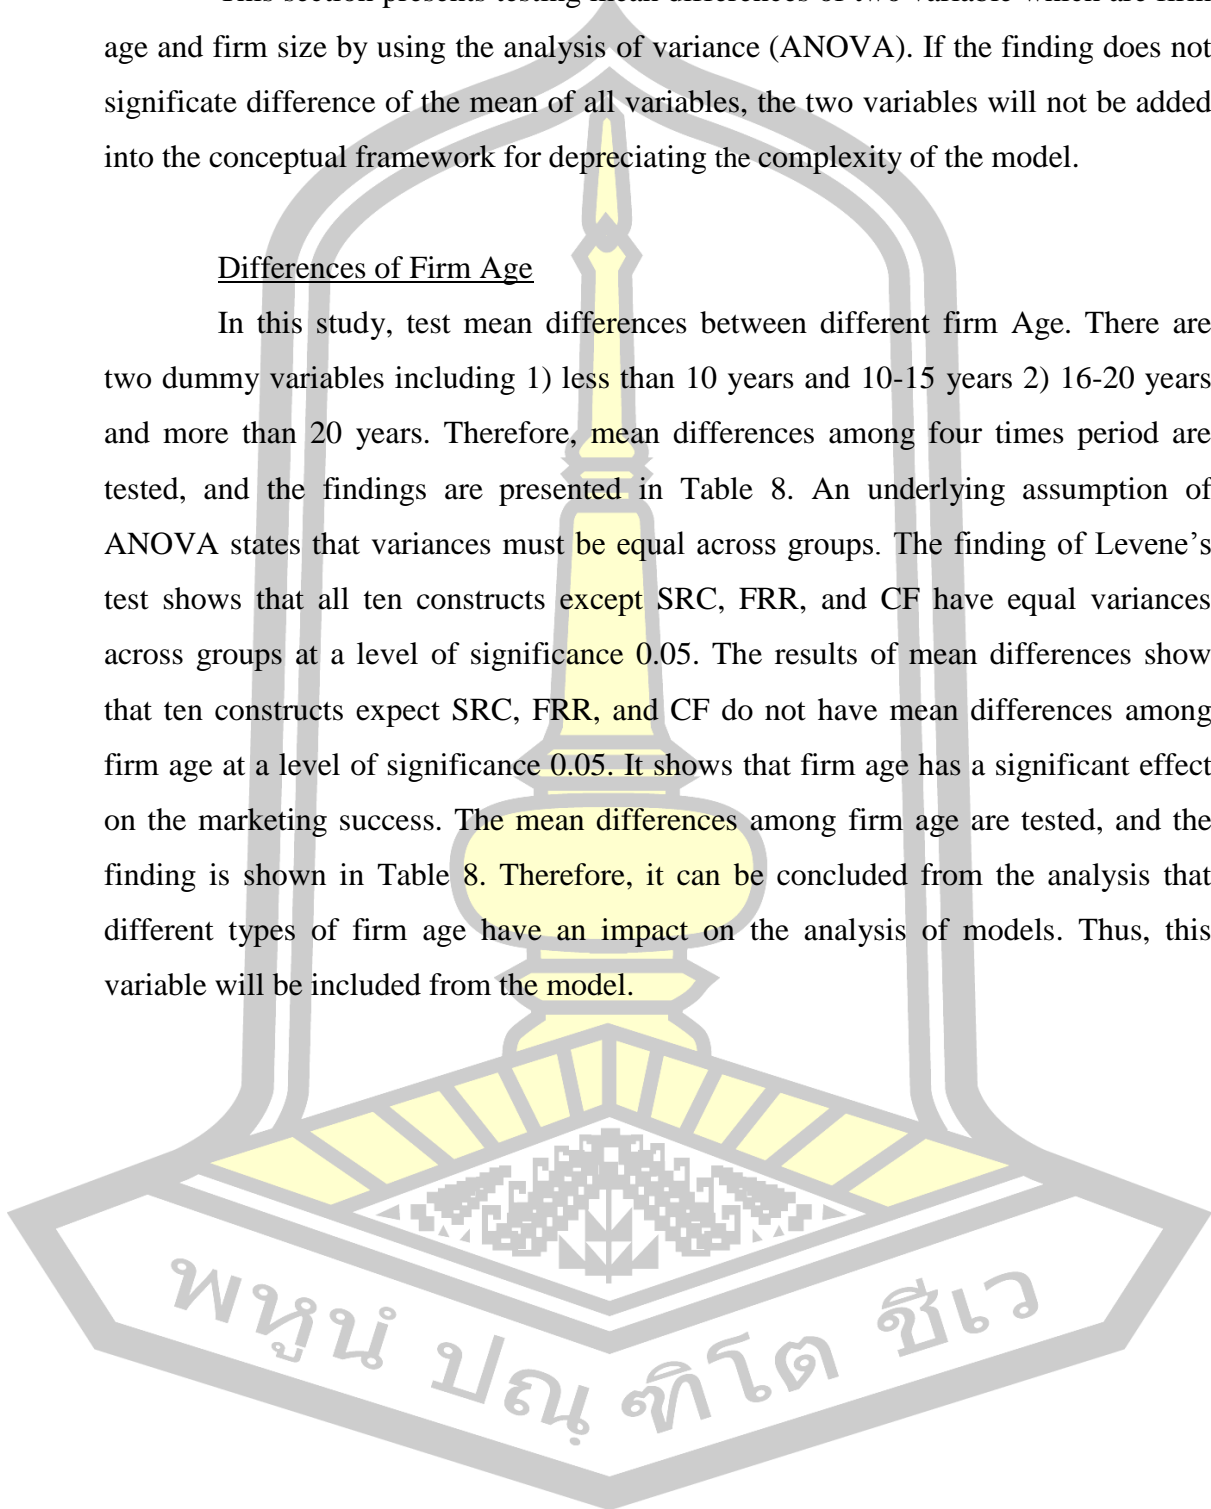 This section presents testing mean differences of two variable which are firm
age and firm size by using the analysis of variance (ANOVA). If the finding does not
significate difference of the mean of all variables, the two variables will not be added
into the conceptual framework for depreciating the complexity of the model.
Differences of Firm Age
In this study, test mean differences between different firm Age. There are
two dummy variables including 1) less than 10 years and 10-15 years 2) 16-20 years
and more than 20 years. Therefore, mean differences among four times period are
tested, and the findings are presented in Table 8. An underlying assumption of
ANOVA states that variances must be equal across groups. The finding of Levene’s
test shows that all ten constructs except SRC, FRR, and CF have equal variances
across groups at a level of significance 0.05. The results of mean differences show
that ten constructs expect SRC, FRR, and CF do not have mean differences among
firm age at a level of significance 0.05. It shows that firm age has a significant effect
on the marketing success. The mean differences among firm age are tested, and the
finding is shown in Table 8. Therefore, it can be concluded from the analysis that
different types of firm age have an impact on the analysis of models. Thus, this
variable will be included from the model.
พหูนํ ปณฺฑิโต ชีเว